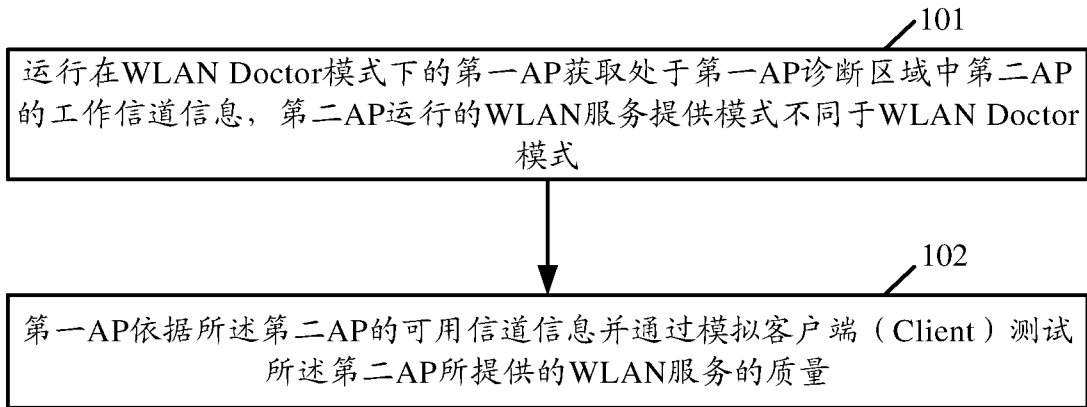 101
运行在WLAN Doctor模式下的第一AP获取处于第一AP诊断区域中第二AP
的工作信道信息，第二AP运行的WLAN服务提供模式不同于WLAN Doctor
模式
102
第一AP依据所述第二AP的可用信道信息并通过模拟客户端（Client）测试
所述第二AP所提供的WLAN服务的质量